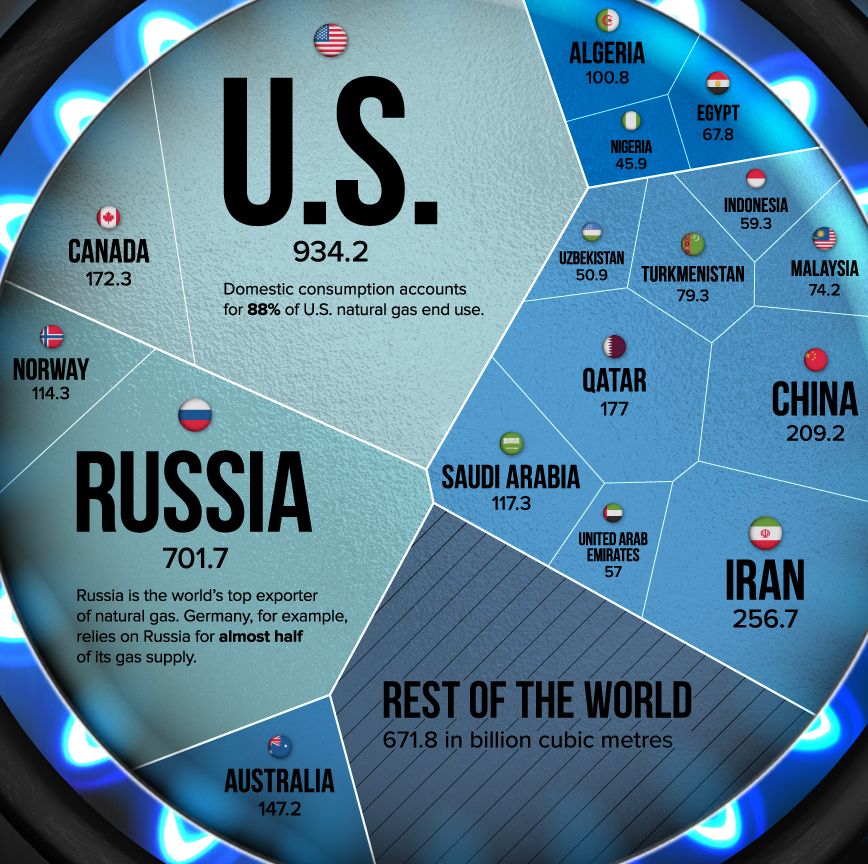 ALGERIA
100.8
EGYPT
67.8
NIGERIA
45.9
U.S.
934.2
Domestic consumption accounts
for 88% of U.S. natural gas end use.
CANADA
172.3
INDONESIA
59.3
UZBEKISTAN
50.9
TURKMENISTAN
79.3
MALAYSIA
74.2
NORWAY
114.3
QATAR
177
CHINA
209.2
RUSSIA
701.7
Russia is the world's top exporter
of natural gas. Germany, for example,
relies on Russia for almost half
of its gas supply.
SAUDI ARABIA
117.3
UNITED ARAB
EMIRATES
57
IRAN
256.7
REST OF THE WORLD
671.8 in billion cubic metres
AUSTRALIA
147.2